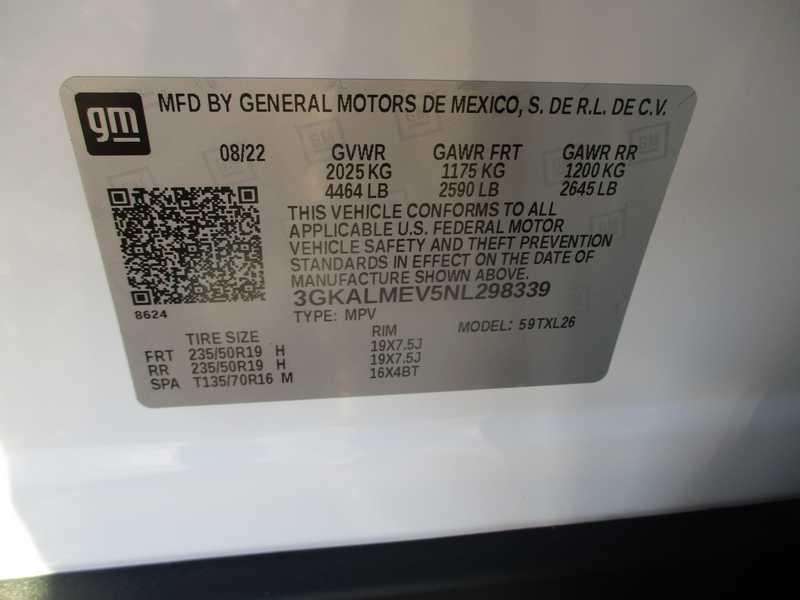 gm MFD BY GENERAL MOTORS DE MEXICO, S. DE R.L. DE C.V.
08/22 GVWR GAWR FRT GAWR RR
2025 KG 1175 KG 1200 KG
4464 LB 2590 LB 2645 LB
THIS VEHICLE CONFORMS TO ALL
APPLICABLE U.S. FEDERAL MOTOR
VEHICLE SAFETY AND THEFT PREVENTION
STANDARDS IN EFFECT ON THE DATE OF
MANUFACTURE SHOWN ABOVE.
3GKALMEV5NL298339
8624
TYPE: MPV MODEL: 59TXL26
TIRE SIZE RIM
FRT 235/50R19 H 19X7.5J
RR 235/50R19 H 19X7.5J
SPA T135/70R16 M 16X4BT